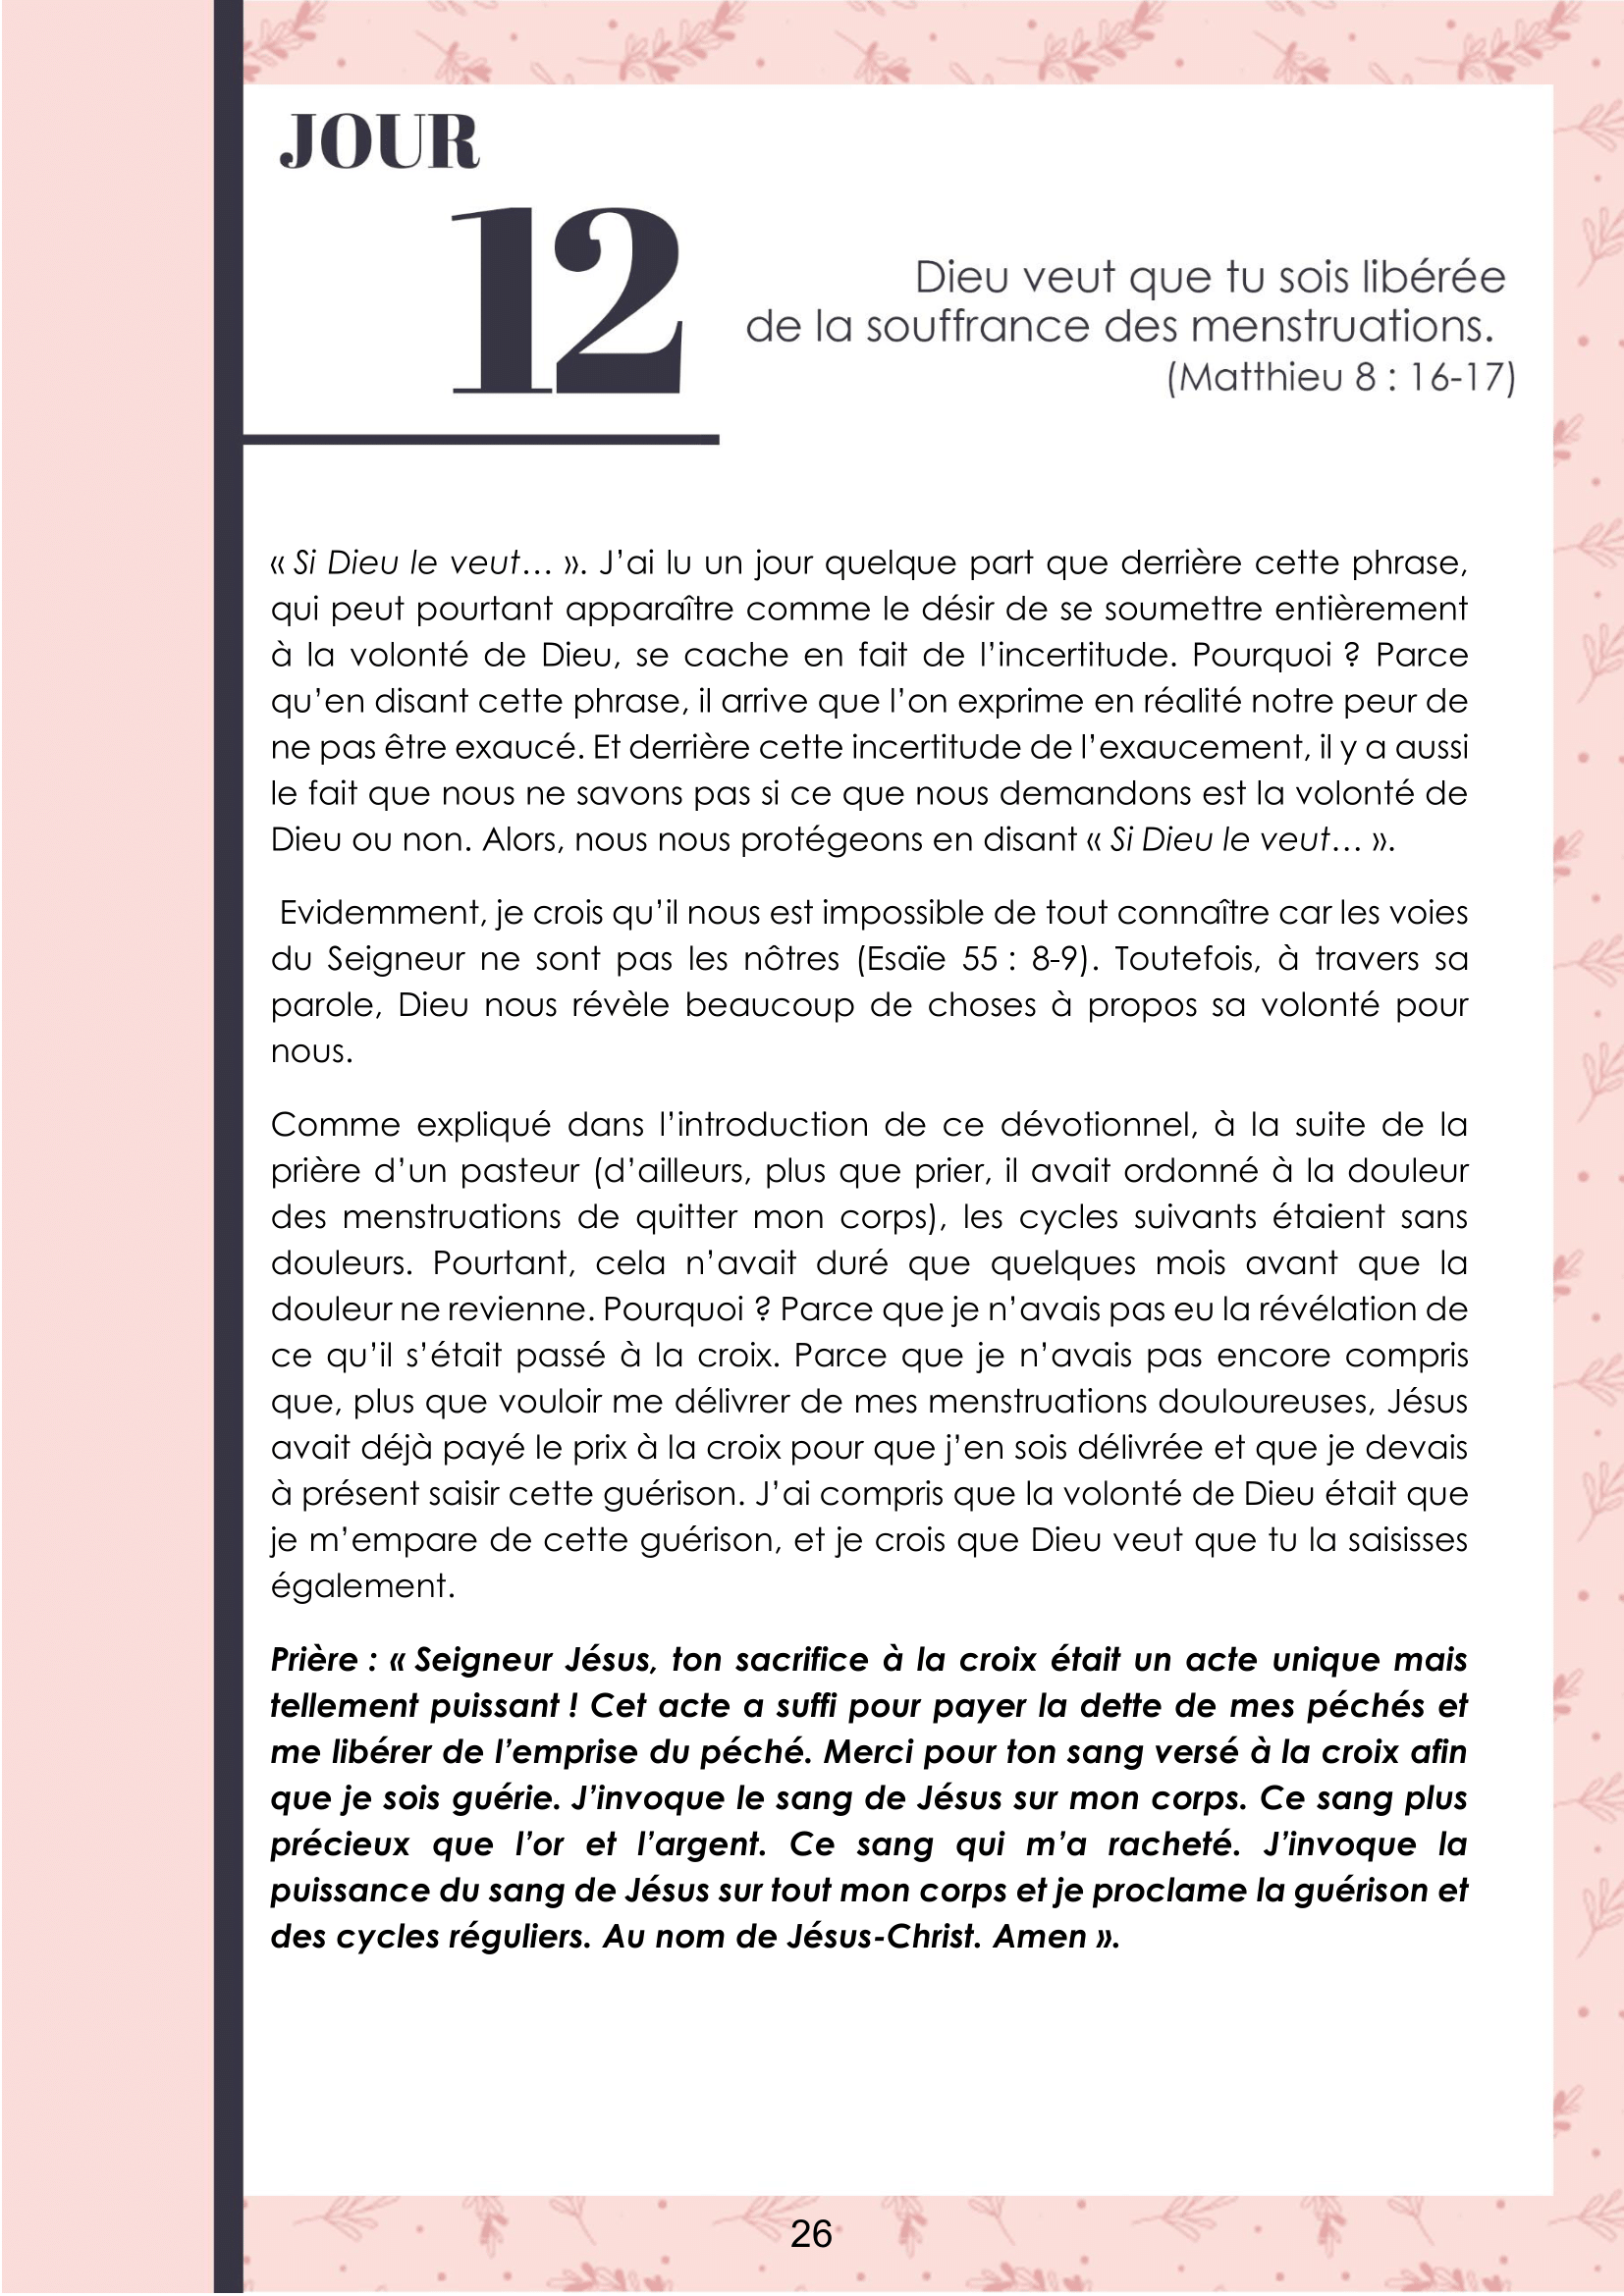 JOUR
12
Dieu veut que tu sois libérée
de la souffrance des menstruations.
(Matthieu 8 : 16-17)
« Si Dieu le veut… ». J’ai lu un jour quelque part que derrière cette phrase,
qui peut pourtant apparaître comme le désir de se soumettre entièrement
à la volonté de Dieu, se cache en fait de l’incertitude. Pourquoi ? Parce
qu’en disant cette phrase, il arrive que l’on exprime en réalité notre peur de
ne pas être exaucé. Et derrière cette incertitude de l’exaucement, il y a aussi
le fait que nous ne savons pas si ce que nous demandons est la volonté de
Dieu ou non. Alors, nous nous protégeons en disant « Si Dieu le veut… ».
Evidemment, je crois qu’il nous est impossible de tout connaître car les voies
du Seigneur ne sont pas les nôtres (Esaïe 55 : 8-9). Toutefois, à travers sa
parole, Dieu nous révèle beaucoup de choses à propos sa volonté pour
nous.
Comme expliqué dans l’introduction de ce dévotionnel, à la suite de la
prière d’un pasteur (d’ailleurs, plus que prier, il avait ordonné à la douleur
des menstruations de quitter mon corps), les cycles suivants étaient sans
douleurs. Pourtant, cela n’avait duré que quelques mois avant que la
douleur ne revienne. Pourquoi ? Parce que je n’avais pas eu la révélation de
ce qu’il s’était passé à la croix. Parce que je n’avais pas encore compris
que, plus que vouloir me délivrer de mes menstruations douloureuses, Jésus
avait déjà payé le prix à la croix pour que j’en sois délivrée et que je devais
à présent saisir cette guérison. J’ai compris que la volonté de Dieu était que
je m’empare de cette guérison, et je crois que Dieu veut que tu la saisisses
également.
Prière : « Seigneur Jésus, ton sacrifice à la croix était un acte unique mais
tellement puissant ! Cet acte a suffi pour payer la dette de mes péchés et
me libérer de l’emprise du péché. Merci pour ton sang versé à la croix afin
que je sois guérie. J’invoque le sang de Jésus sur mon corps. Ce sang plus
précieux que l’or et l’argent. Ce sang qui m’a racheté. J’invoque la
puissance du sang de Jésus sur tout mon corps et je proclame la guérison et
des cycles réguliers. Au nom de Jésus-Christ. Amen ».
26